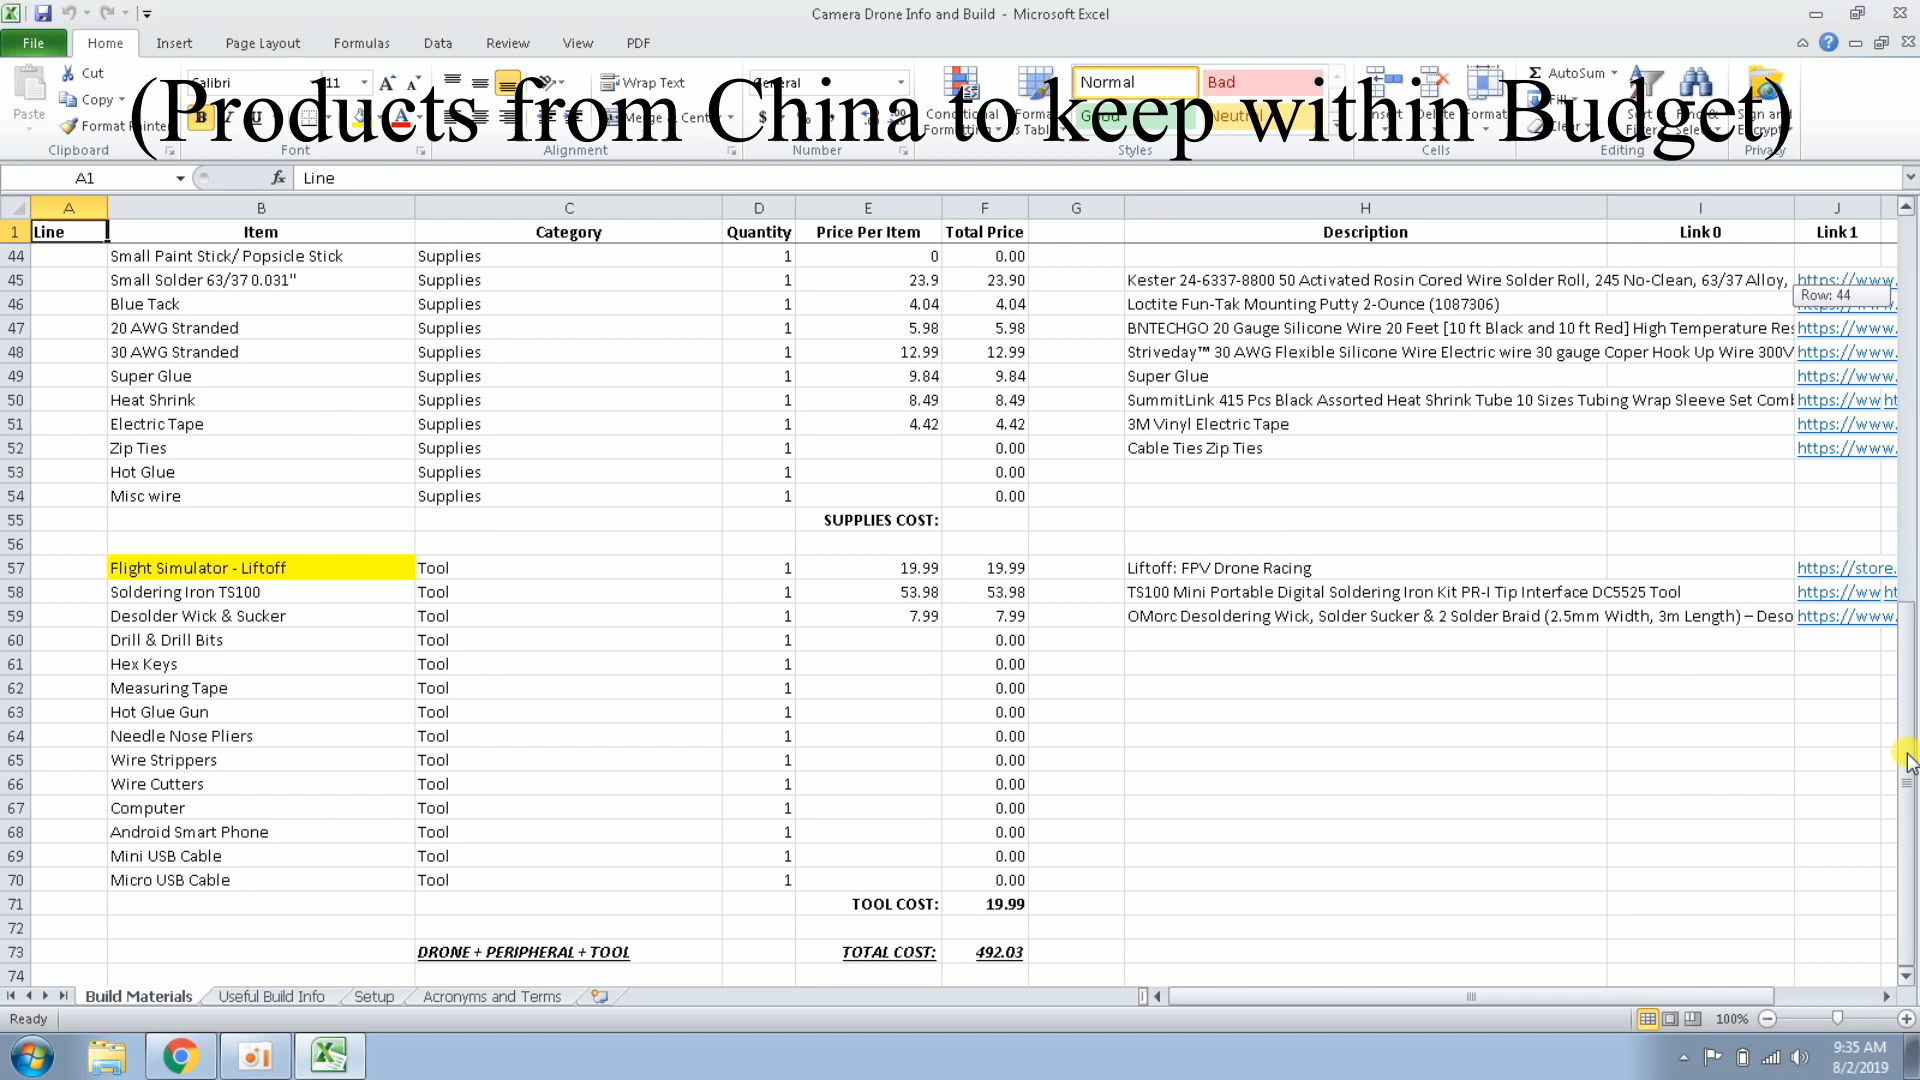 Camera Drone Info and Build - Microsoft Excel
File Home Insert Page Layout Formulas Data Review View PDF
(Products from China to keep within Budget)
Paste Cut Copy Format Painter
Calibri 11
Wrap Text
Normal Bad
Good Neutral
AutoSum
Clipboard Font Alignment Number Styles Cells Editing Privacy
A1 fx Line
A B C D E F G H I J
1 Line Item Category Quantity Price Per Item Total Price Description Link 0 Link 1
44 Small Paint Stick/ Popsicle Stick Supplies 1 0 0.00
45 Small Solder 63/37 0.031" Supplies 1 23.9 23.90 Kester 24-6337-8800 50 Activated Rosin Cored Wire Solder Roll, 245 No-Clean, 63/37 Alloy, https://www.
Row: 44
46 Blue Tack Supplies 1 4.04 4.04 Loctite Fun-Tak Mounting Putty 2-Ounce (1087306)
47 20 AWG Stranded Supplies 1 5.98 5.98 BNTECHGO 20 Gauge Silicone Wire 20 Feet [10 ft Black and 10 ft Red] High Temperature Res https://www.
48 30 AWG Stranded Supplies 1 12.99 12.99 Striveday™ 30 AWG Flexible Silicone Wire Electric wire 30 gauge Coper Hook Up Wire 300V https://www.
49 Super Glue Supplies 1 9.84 9.84 Super Glue https://www.
50 Heat Shrink Supplies 1 8.49 8.49 SummitLink 415 Pcs Black Assorted Heat Shrink Tube 10 Sizes Tubing Wrap Sleeve Set Coml https://ww ht
51 Electric Tape Supplies 1 4.42 4.42 3M Vinyl Electric Tape https://www.
52 Zip Ties Supplies 1 0.00 Cable Ties Zip Ties https://www.
53 Hot Glue Supplies 1 0.00
54 Misc wire Supplies 1 0.00
55 SUPPLIES COST:
56
57 Flight Simulator - Liftoff Tool 1 19.99 19.99 Liftoff: FPV Drone Racing https://store.
58 Soldering Iron TS100 Tool 1 53.98 53.98 TS100 Mini Portable Digital Soldering Iron Kit PR-I Tip Interface DC5525 Tool https://ww ht
59 Desolder Wick & Sucker Tool 1 7.99 7.99 OMorc Desoldering Wick, Solder Sucker & 2 Solder Braid (2.5mm Width, 3m Length) – Deso https://www.
60 Drill & Drill Bits Tool 1 0.00
61 Hex Keys Tool 1 0.00
62 Measuring Tape Tool 1 0.00
63 Hot Glue Gun Tool 1 0.00
64 Needle Nose Pliers Tool 1 0.00
65 Wire Strippers Tool 1 0.00
66 Wire Cutters Tool 1 0.00
67 Computer Tool 1 0.00
68 Android Smart Phone Tool 1 0.00
69 Mini USB Cable Tool 1 0.00
70 Micro USB Cable Tool 1 0.00
71 TOOL COST: 19.99
72
73 DRONE + PERIPHERAL + TOOL TOTAL COST: 492.03
74
Build Materials Useful Build Info Setup Acronyms and Terms
Ready 100%
9:35 AM
8/2/2019